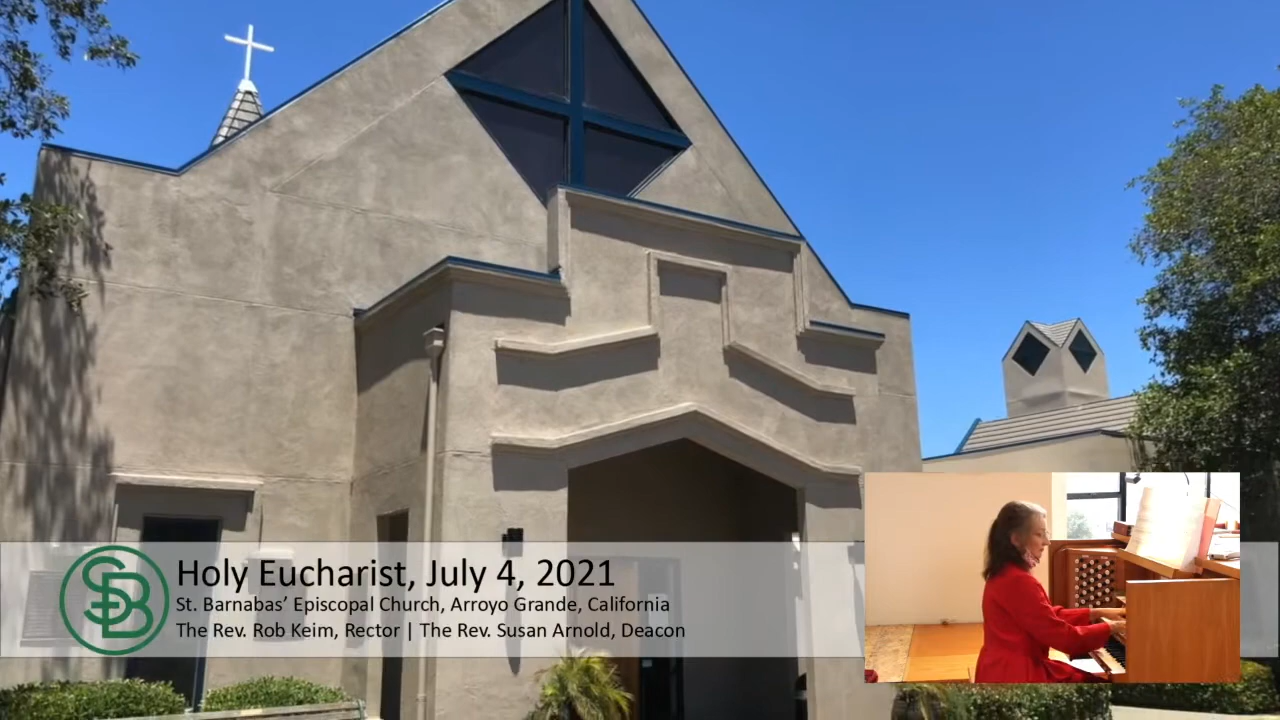 SDB
Holy Eucharist, July 4, 2021
St. Barnabas' Episcopal Church, Arroyo Grande, California
The Rev. Rob Keim, Rector | The Rev. Susan Arnold, Deacon